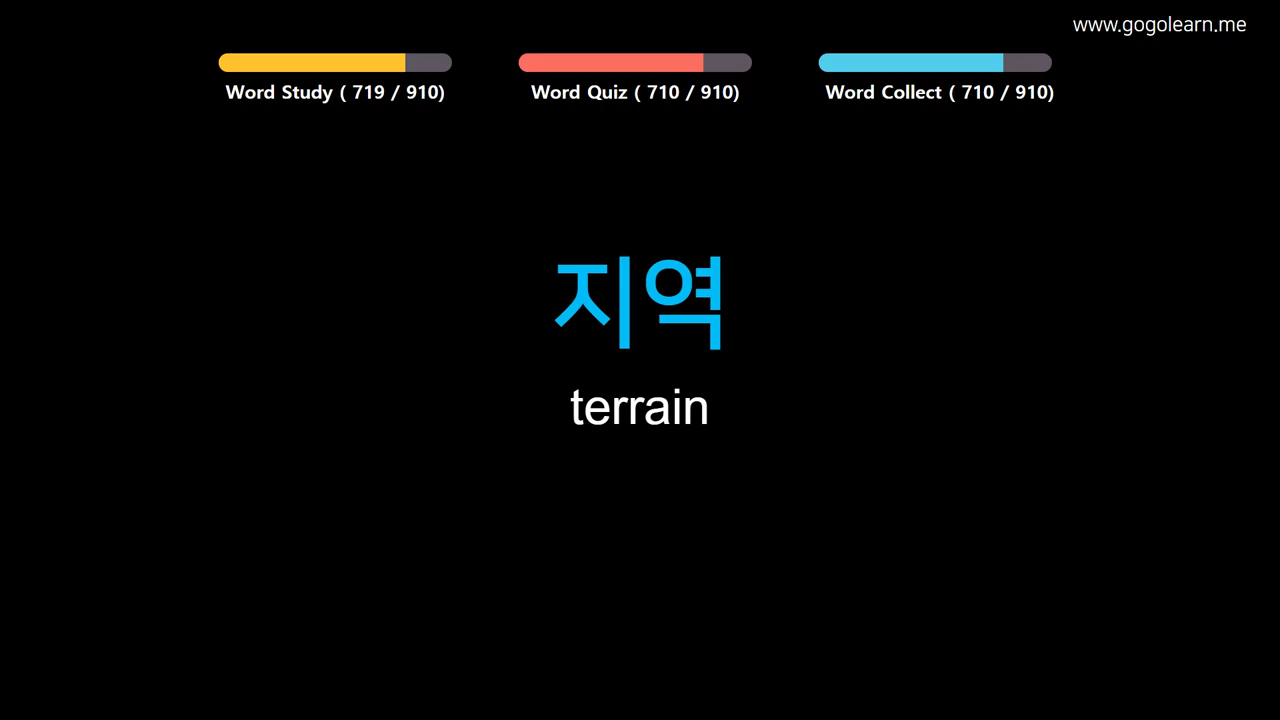 www.gogolearn.me
Word Study ( 719 / 910)
Word Quiz ( 710 / 910)
Word Collect ( 710 / 910)
지역
terrain